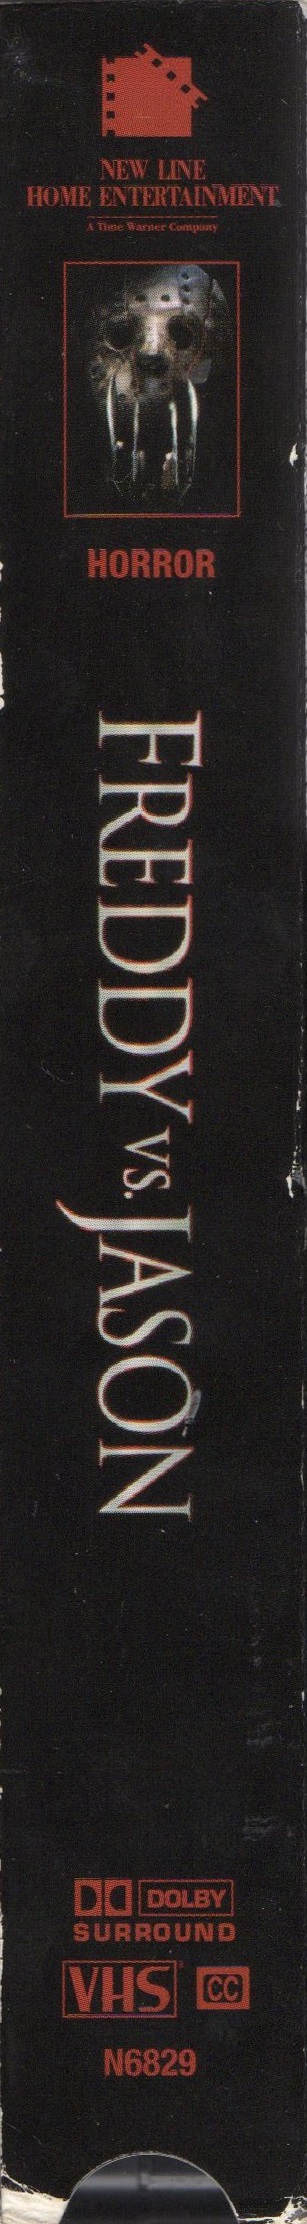 NEW LINE
HOME ENTERTAINMENT
A Time Warner Company
HORROR
FREDDY VS. JASON
DOLBY
SURROUND
VHS CC
N6829